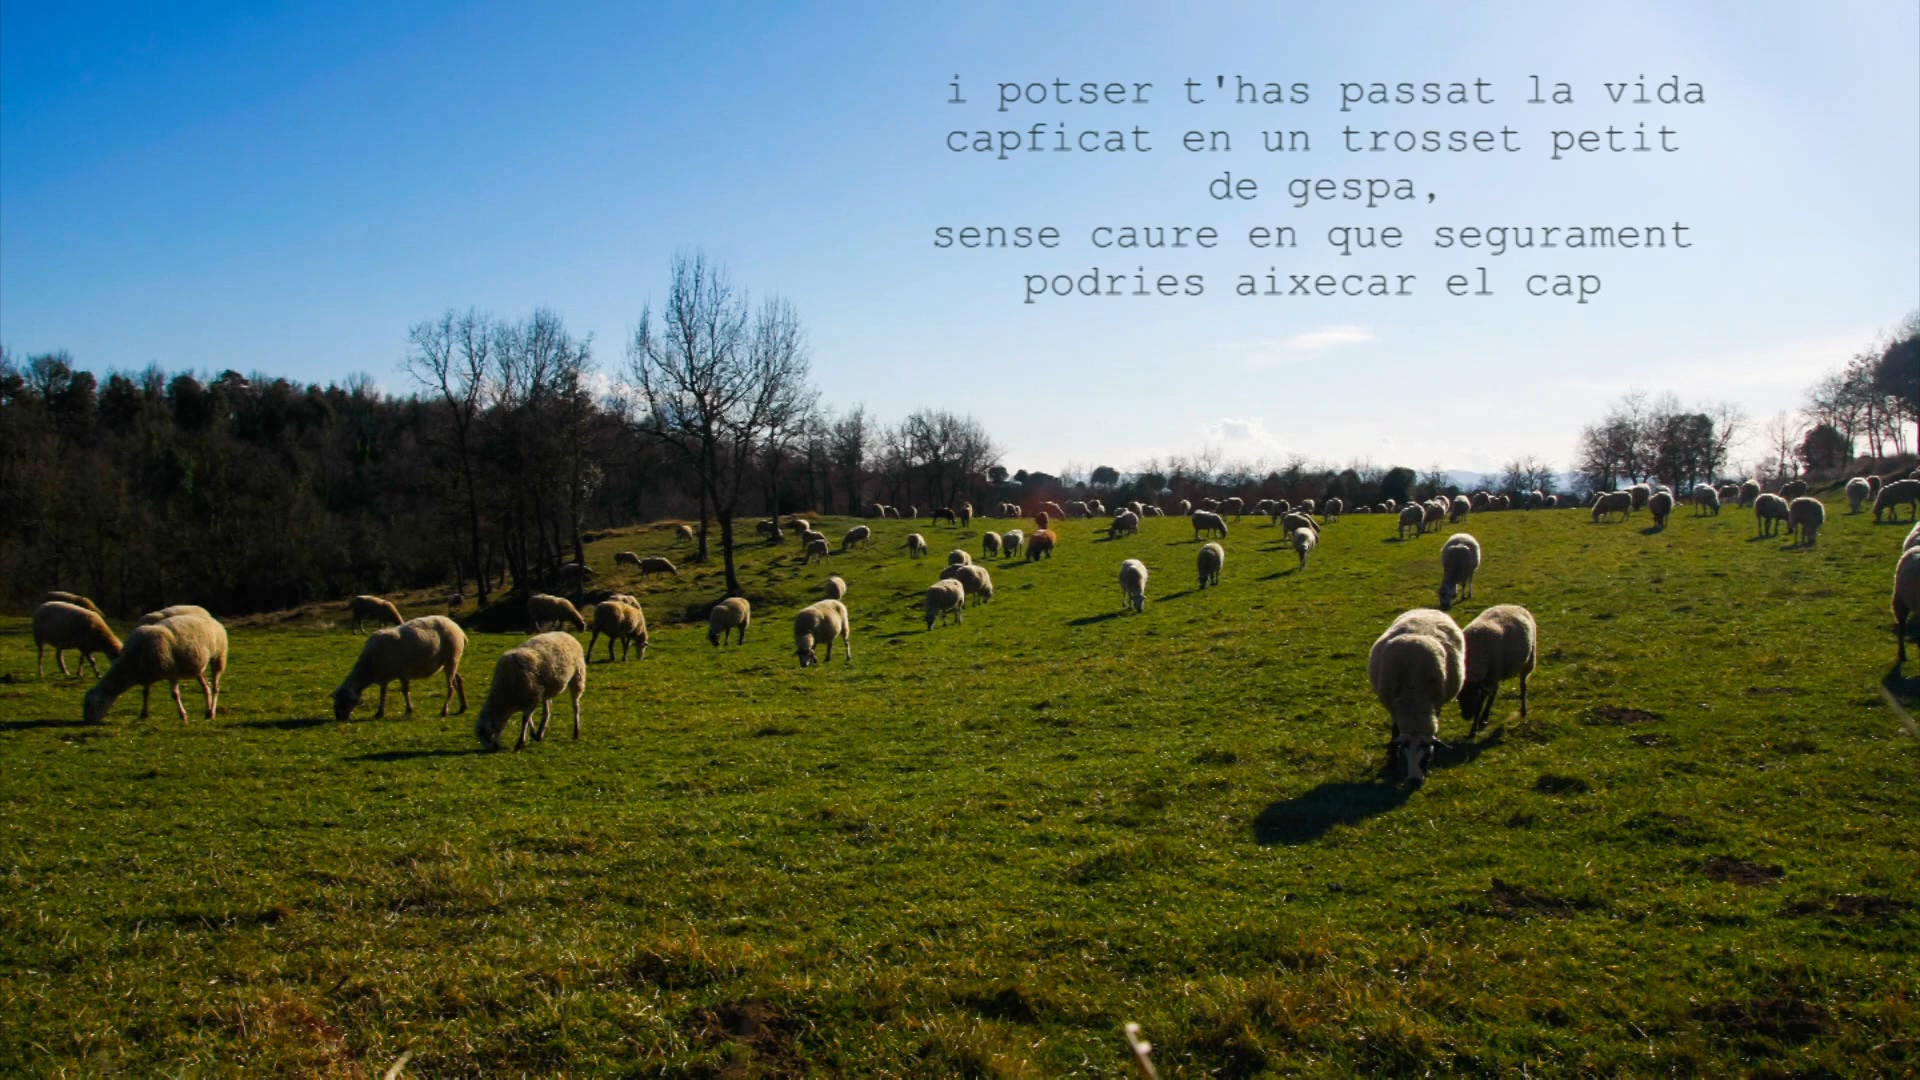 i potser t'has passat la vida
capficat en un trosset petit
de gespa,
sense caure en que segurament
podries aixecar el cap